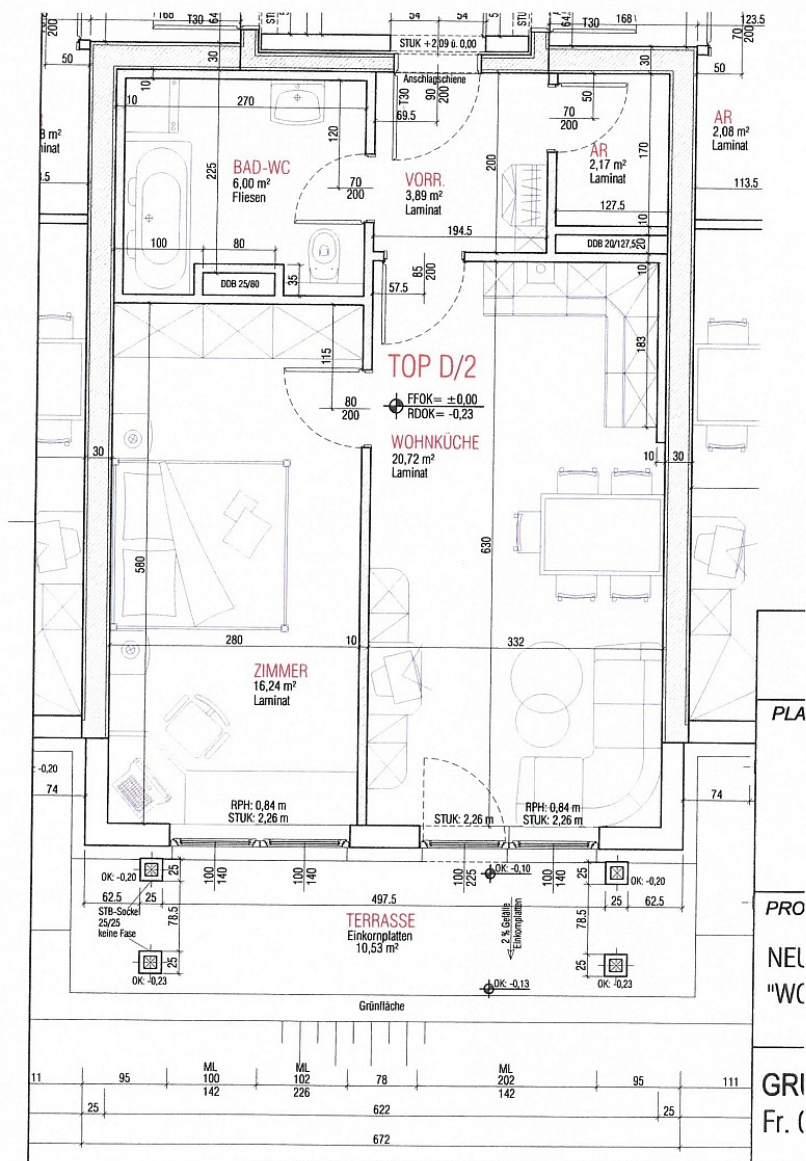 168
T30
64
54
54
STUK +2,09 ü. 0,00
T30
168
64
123.5
70
200
200
50
30
30
50
Anschlagschiene
10
10
270
120
225
BAD-WC
6,00 m²
Fliesen
70
200
100
80
35
DDB 25/80
T30
90
200
69.5
VORR.
3,89 m²
Laminat
200
194.5
85
200
57.5
50
70
200
AR
2,17 m²
Laminat
170
127.5
10
DDB 20/127,5
20
10
AR
2,08 m²
Laminat
113.5
183
115
TOP D/2
FFOK= ±0,00
RDOK= -0,23
80
200
WOHNKÜCHE
20,72 m²
Laminat
30
10
30
580
630
280
10
332
ZIMMER
16,24 m²
Laminat
PLA
-0,20
74
74
RPH: 0,84 m
STUK: 2,26 m
STUK: 2,26 m
RPH: 0,84 m
STUK: 2,26 m
OK: -0,20
25
100
140
100
140
100
225
OK: -0,10
100
140
25
OK: -0,20
62.5
25
497.5
25
62.5
STB-Sockel
25/25
keine Fase
78.5
TERRASSE
Einkornplatten
10,53 m²
2 % Gefälle
Einkornplatten
78.5
PRO
25
25
OK: -0,23
OK: -0,13
OK: -0,23
NEU
"WO
Grünfläche
11
95
ML
100
142
ML
102
226
78
ML
202
142
95
111
25
622
25
672
GRU
Fr. (